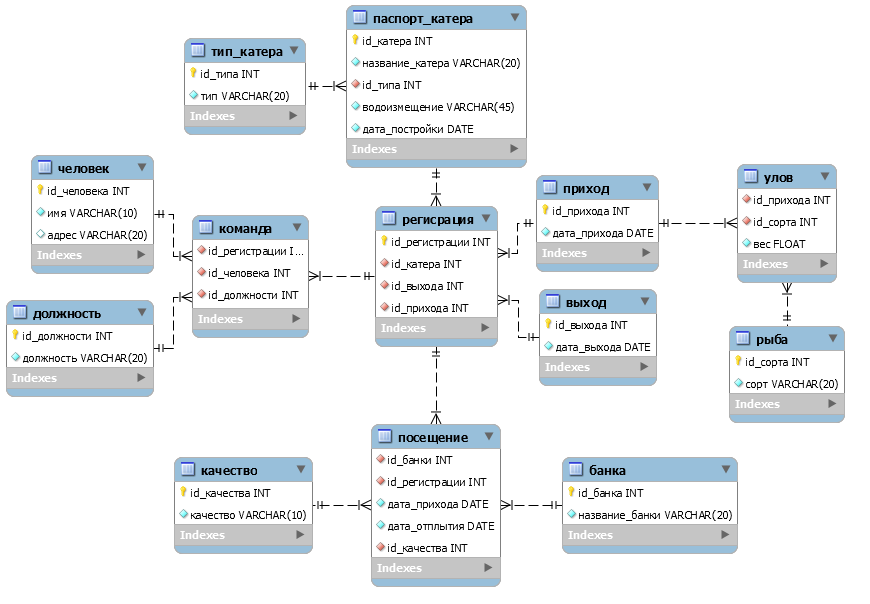 паспорт_катера
id_катера INT
название_катера VARCHAR(20)
id_типа INT
водоизмещение VARCHAR(45)
дата_постройки DATE
Indexes
тип_катера
id_типа INT
тип VARCHAR(20)
Indexes
человек
id_человека INT
имя VARCHAR(10)
адрес VARCHAR(20)
Indexes
команда
id_регистрации I...
id_человека INT
id_должности INT
Indexes
должность
id_должности INT
должность VARCHAR(20)
Indexes
регисрация
id_регистрации INT
id_катера INT
id_выхода INT
id_прихода INT
Indexes
приход
id_прихода INT
дата_прихода DATE
Indexes
выход
id_выхода INT
дата_выхода DATE
Indexes
улов
id_прихода INT
id_сорта INT
вес FLOAT
Indexes
рыба
id_сорта INT
сорт VARCHAR(20)
Indexes
качество
id_качества INT
качество VARCHAR(10)
Indexes
посещение
id_банки INT
id_регистрации INT
дата_прихода DATE
дата_отплытия DATE
id_качества INT
Indexes
банка
id_банка INT
название_банки VARCHAR(20)
Indexes